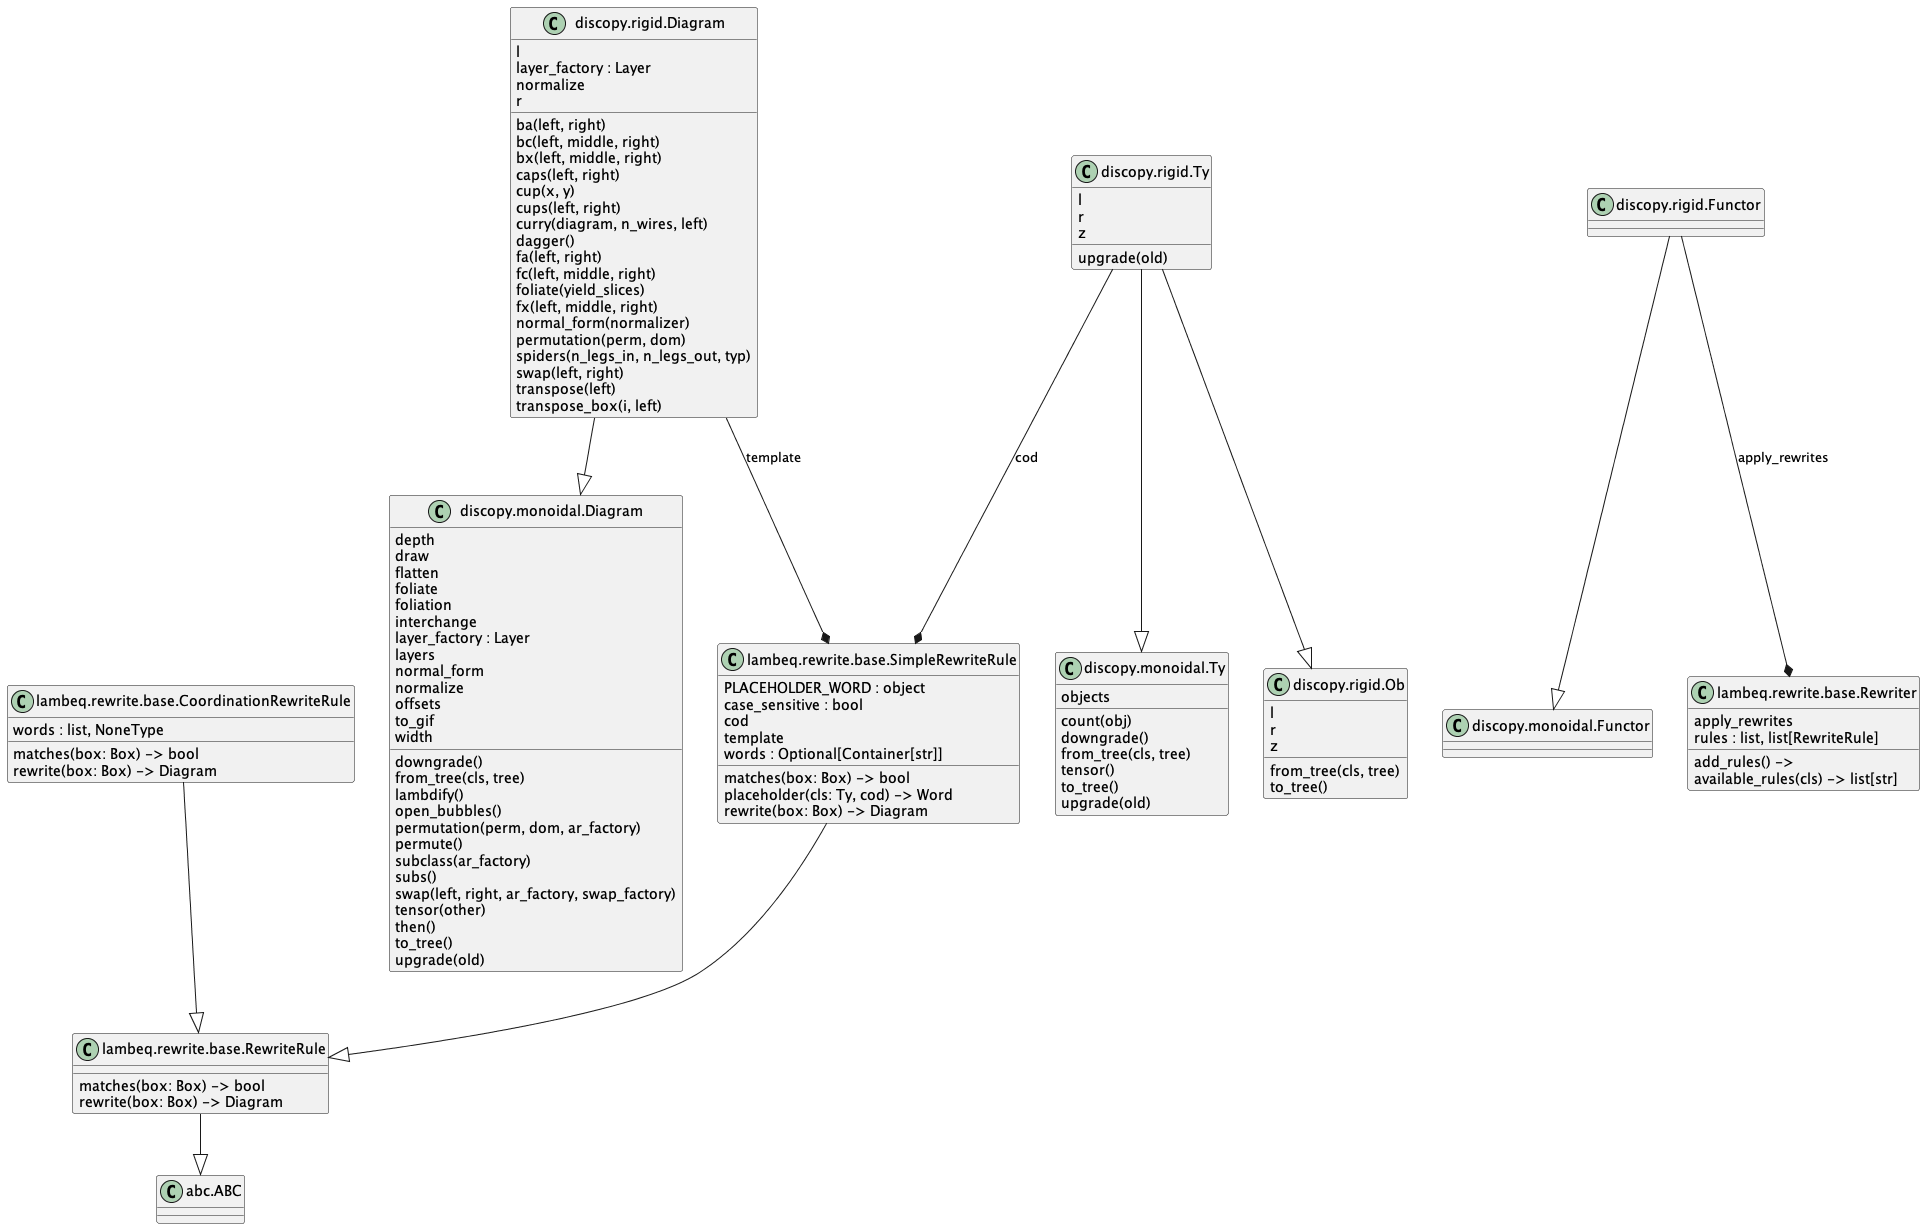 C discopy.rigid.Diagram
l
layer_factory : Layer
normalize
r
ba(left, right)
bc(left, middle, right)
bx(left, middle, right)
caps(left, right)
cup(x, y)
cups(left, right)
curry(diagram, n_wires, left)
dagger()
fa(left, right)
fc(left, middle, right)
foliate(yield_slices)
fx(left, middle, right)
normal_form(normalizer)
permutation(perm, dom)
spiders(n_legs_in, n_legs_out, typ)
swap(left, right)
transpose(left)
transpose_box(i, left)
C discopy.rigid.Ty
l
r
z
upgrade(old)
C discopy.rigid.Functor
template
cod
apply_rewrites
C discopy.monoidal.Diagram
depth
draw
flatten
foliate
foliation
interchange
layer_factory : Layer
layers
normal_form
normalize
offsets
to_gif
width
downgrade()
from_tree(cls, tree)
lambdify()
open_bubbles()
permutation(perm, dom, ar_factory)
permute()
subclass(ar_factory)
subs()
swap(left, right, ar_factory, swap_factory)
tensor(other)
then()
to_tree()
upgrade(old)
C lambeq.rewrite.base.CoordinationRewriteRule
words : list, NoneType
matches(box: Box) -> bool
rewrite(box: Box) -> Diagram
C lambeq.rewrite.base.SimpleRewriteRule
PLACEHOLDER_WORD : object
case_sensitive : bool
cod
template
words : Optional[Container[str]]
matches(box: Box) -> bool
placeholder(cls: Ty, cod) -> Word
rewrite(box: Box) -> Diagram
C discopy.monoidal.Ty
objects
count(obj)
downgrade()
from_tree(cls, tree)
tensor()
to_tree()
upgrade(old)
C discopy.rigid.Ob
l
r
z
from_tree(cls, tree)
to_tree()
C discopy.monoidal.Functor
C lambeq.rewrite.base.Rewriter
apply_rewrites
rules : list, list[RewriteRule]
add_rules() ->
available_rules(cls) -> list[str]
C lambeq.rewrite.base.RewriteRule
matches(box: Box) -> bool
rewrite(box: Box) -> Diagram
C abc.ABC